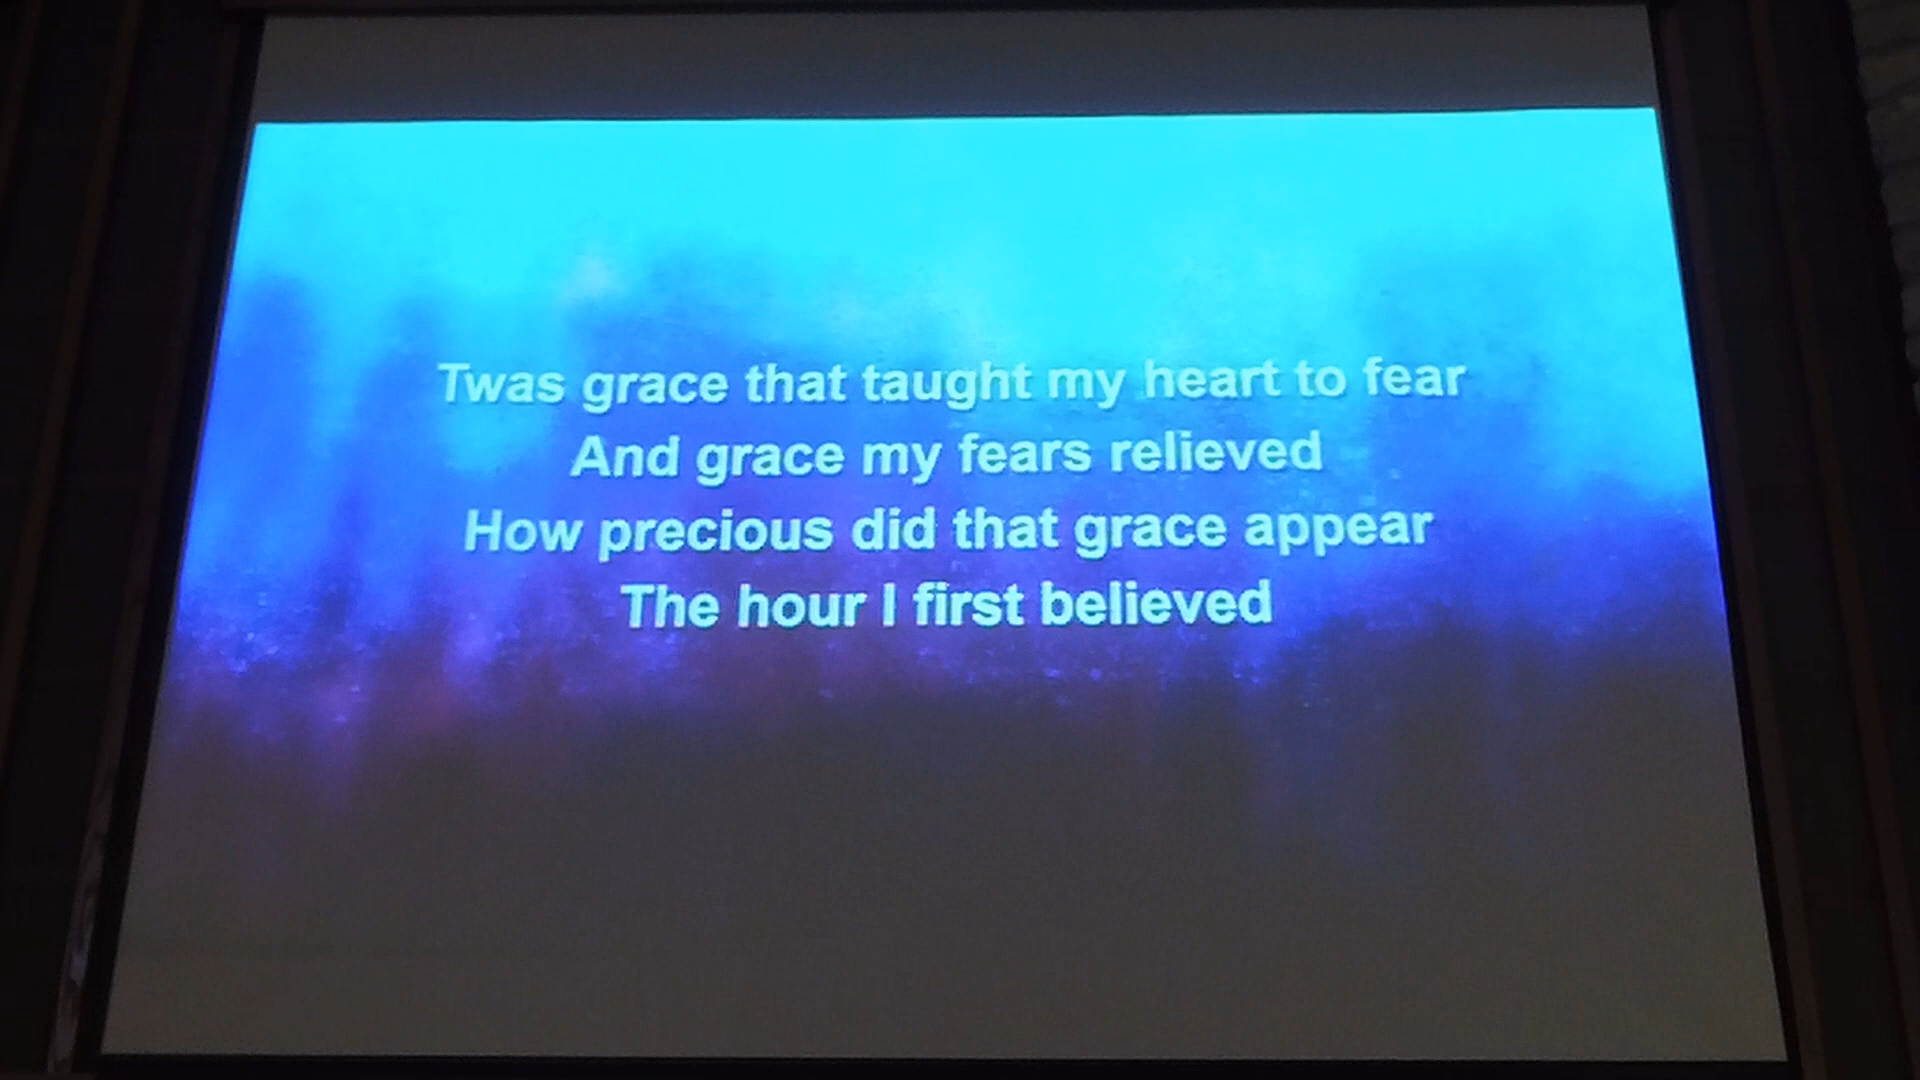 Twas grace that taught my heart to fear
And grace my fears relieved
How precious did that grace appear
The hour I first believed